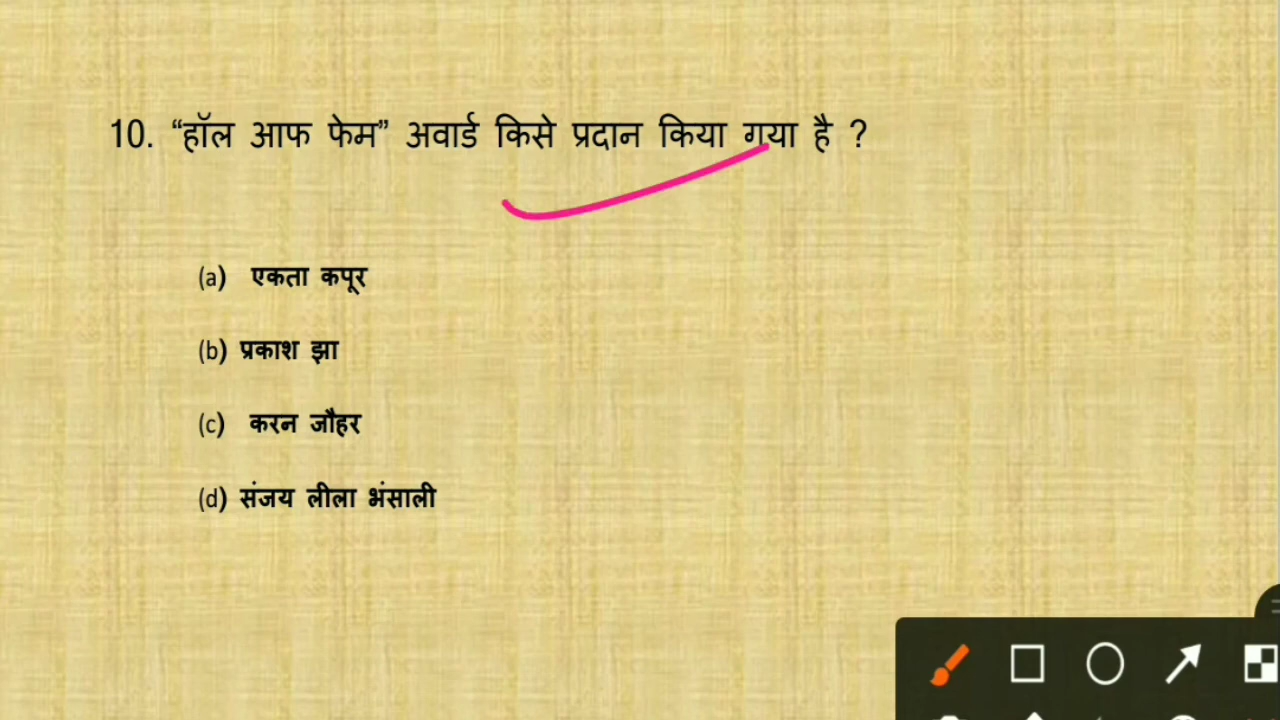 10. “हॉल आफ फेम” अवार्ड किसे प्रदान किया गया है ?
(a) एकता कपूर
(b) प्रकाश झा
(c) करन जौहर
(d) संजय लीला भंसाली